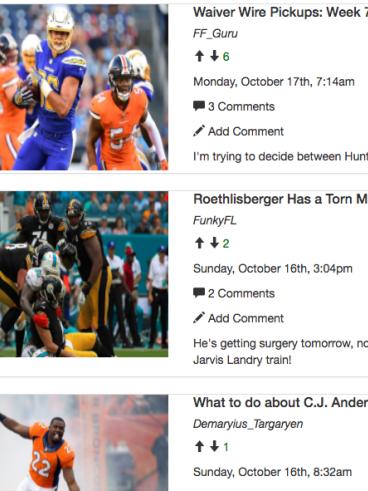 Waiver Wire Pickups: Week 7
FF_Guru
6
Monday, October 17th, 7:14am
3 Comments
Add Comment
I'm trying to decide between Hunt
Roethlisberger Has a Torn M
FunkyFL
2
Sunday, October 16th, 3:04pm
2 Comments
Add Comment
He's getting surgery tomorrow, no
Jarvis Landry train!
What to do about C.J. Ander
Demaryius_Targaryen
1
Sunday, October 16th, 8:32am
22